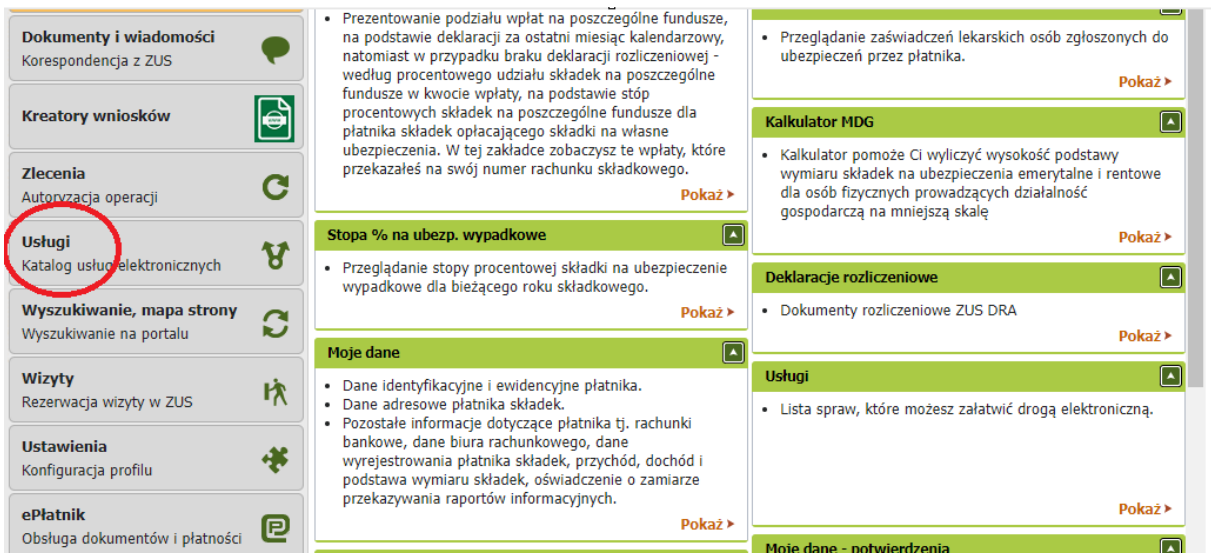 Dokumenty i wiadomości
Korespondencja z ZUS
Kreatory wniosków
Zlecenia
Autoryzacja operacji
Usługi
Katalog usług elektronicznych
Wyszukiwanie, mapa strony
Wyszukiwanie na portalu
Wizyty
Rezerwacja wizyty w ZUS
Ustawienia
Konfiguracja profilu
ePłatnik
Obsługa dokumentów i płatności
• Prezentowanie podziału wpłat na poszczególne fundusze,
na podstawie deklaracji za ostatni miesiąc kalendarzowy,
natomiast w przypadku braku deklaracji rozliczeniowej -
według procentowego udziału składek na poszczególne
fundusze w kwocie wpłaty, na podstawie stóp
procentowych składek na poszczególne fundusze dla
płatnika składek opłacającego składki na własne
ubezpieczenia. W tej zakładce zobaczysz te wpłaty, które
przekazałeś na swój numer rachunku składkowego.
Pokaż
Stopa % na ubezp. wypadkowe
• Przeglądanie stopy procentowej składki na ubezpieczenie
wypadkowe dla bieżącego roku składkowego.
Pokaż
Moje dane
• Dane identyfikacyjne i ewidencyjne płatnika.
• Dane adresowe płatnika składek.
• Pozostałe informacje dotyczące płatnika tj. rachunki
bankowe, dane biura rachunkowego, dane
wyrejestrowania płatnika składek, przychód, dochód i
podstawa wymiaru składek, oświadczenie o zamiarze
przekazywania raportów informacyjnych.
Pokaż
• Przeglądanie zaświadczeń lekarskich osób zgłoszonych do
ubezpieczeń przez płatnika.
Pokaż
Kalkulator MDG
• Kalkulator pomoże Ci wyliczyć wysokość podstawy
wymiaru składek na ubezpieczenia emerytalne i rentowe
dla osób fizycznych prowadzących działalność
gospodarczą na mniejszą skalę
Pokaż
Deklaracje rozliczeniowe
• Dokumenty rozliczeniowe ZUS DRA
Pokaż
Usługi
• Lista spraw, które możesz załatwić drogą elektroniczną.
Pokaż
Moje dane - potwierdzenia